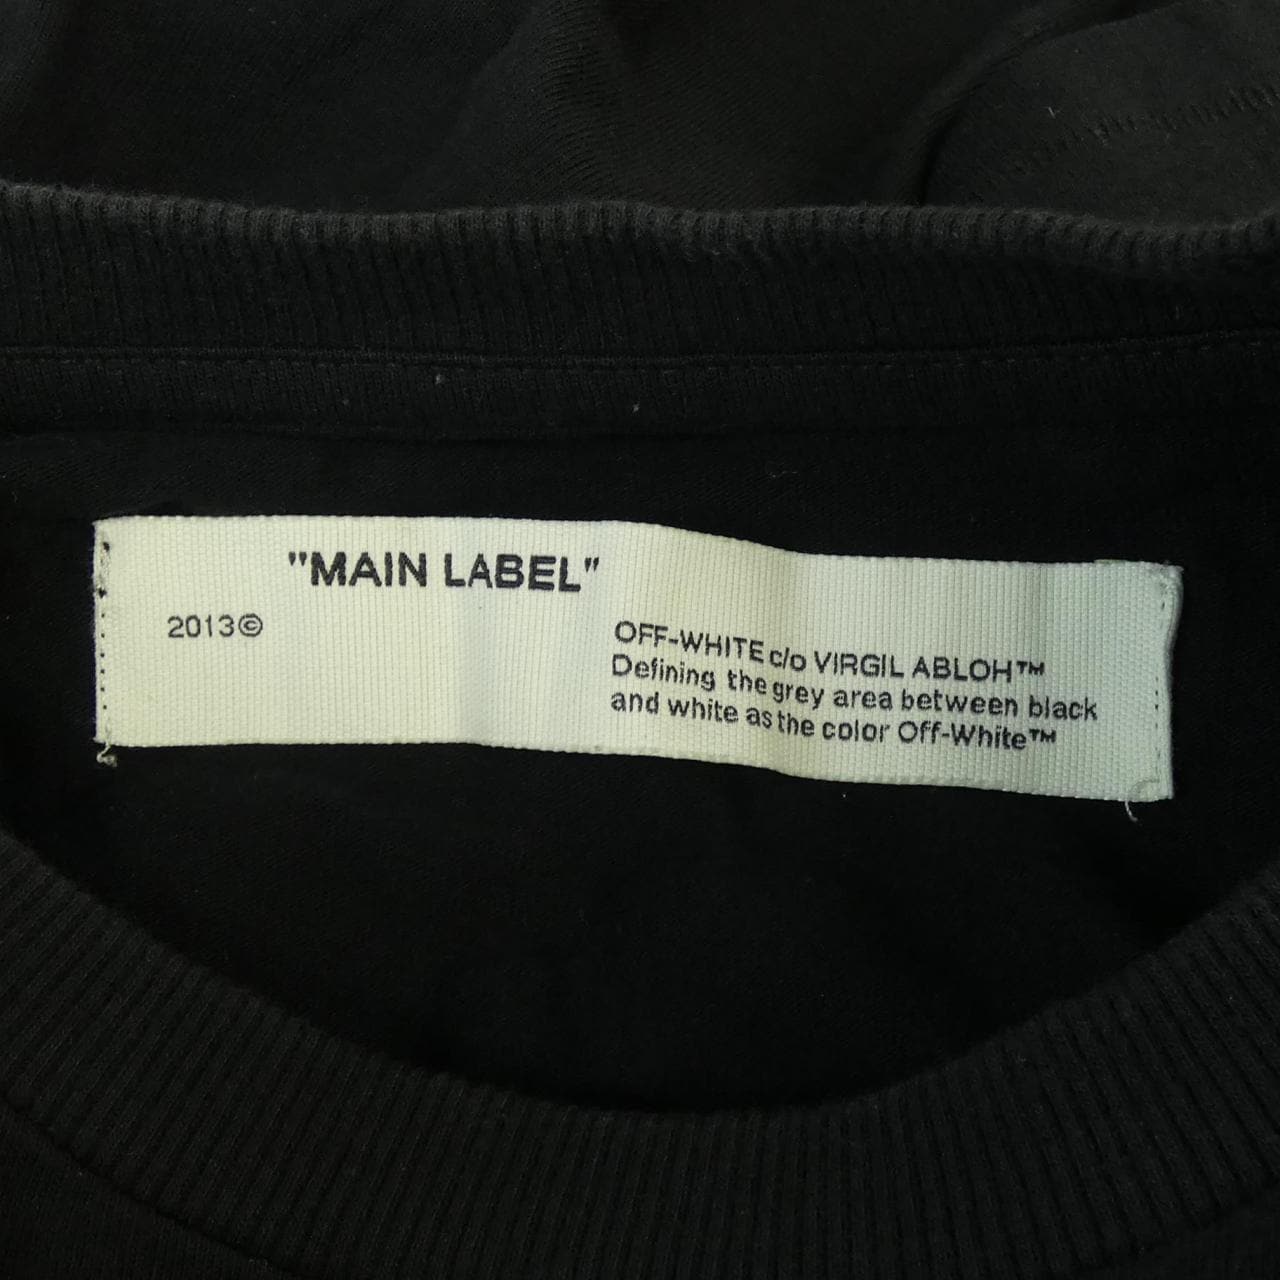 "MAIN LABEL"
2013©
OFF-WHITE c/o VIRGIL ABLOH™
Defining the grey area between black
and white as the color Off-White™